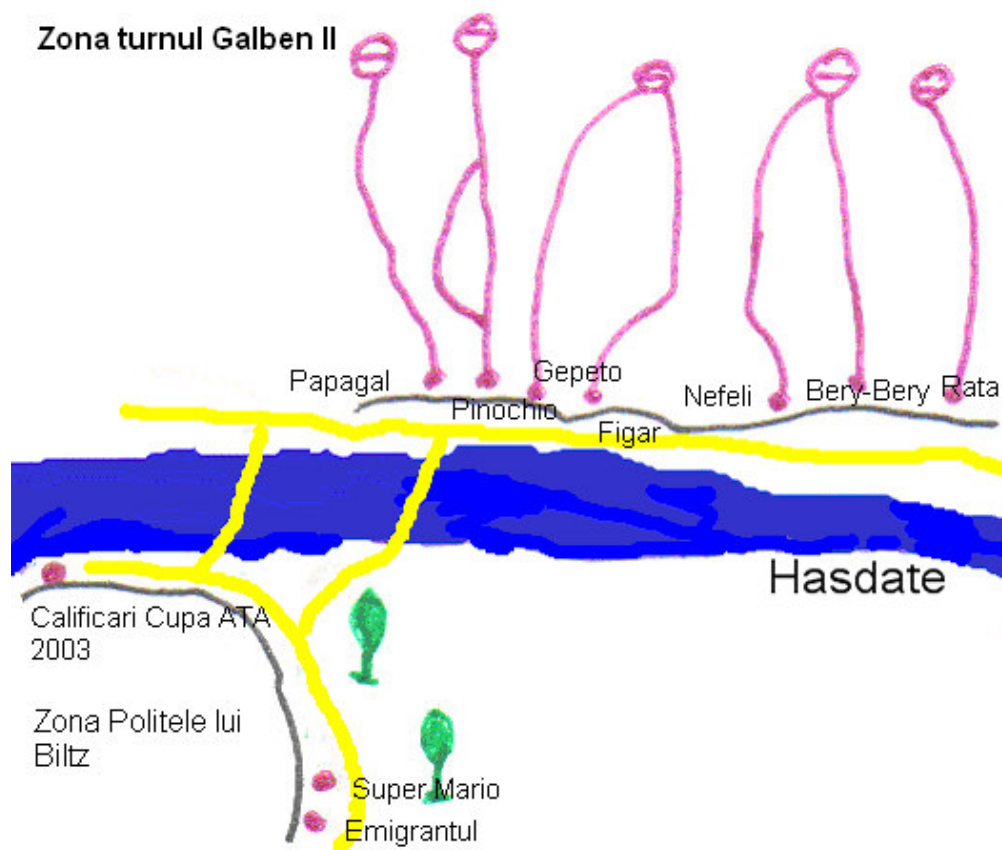 Zona turnul Galben II
Papagal
Pinochio
Gepeto
Figar
Nefeli
Bery-Bery
Rata
Hasdate
Calificari Cupa ATA
2003
Zona Politele lui
Biltz
Super Mario
Emigrantul